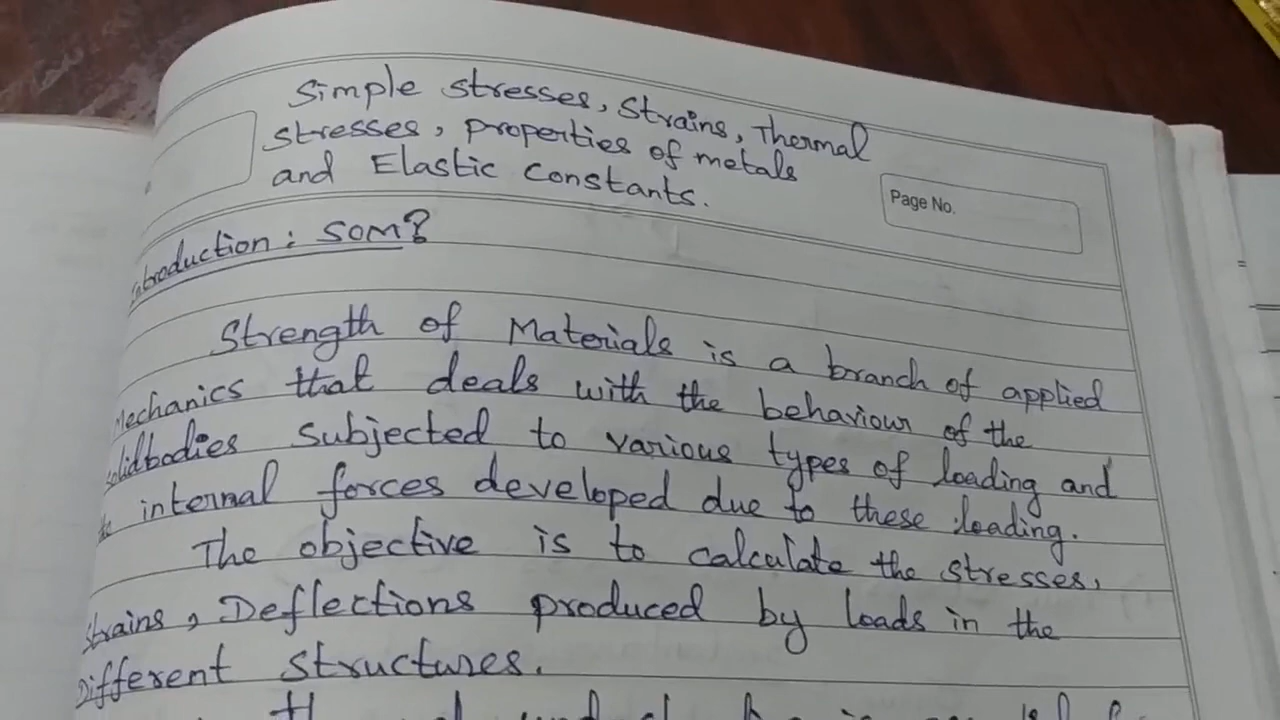 Simple stresses, Strains, Thermal
stresses, properties of metals
and Elastic Constants.
Page No.
Introduction: SOM?
Strength of Materials is a branch of applied
Mechanics that deals with the behaviour of the
solidbodies subjected to various types of loading and
internal forces developed due to these loading.
The objective is to calculate the stresses,
strains, Deflections produced by loads in the
Different structures.